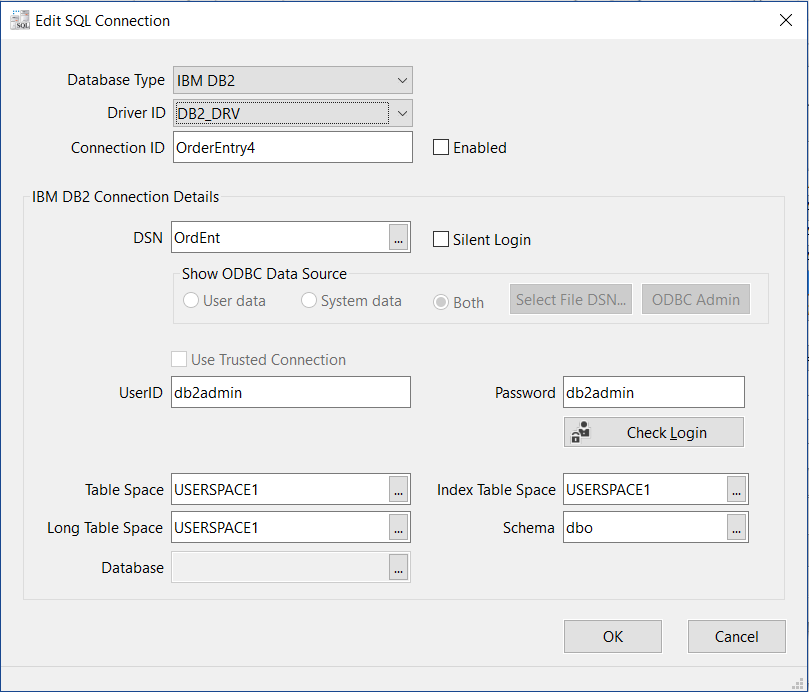 Edit SQL Connection
Database Type IBM DB2
Driver ID DB2_DRV
Connection ID OrderEntry4 Enabled
IBM DB2 Connection Details
DSN OrdEnt ... Silent Login
Show ODBC Data Source
User data System data Both Select File DSN... ODBC Admin
Use Trusted Connection
UserID db2admin Password db2admin
Check Login
Table Space USERSPACE1 ... Index Table Space USERSPACE1 ...
Long Table Space USERSPACE1 ... Schema dbo ...
Database ...
OK Cancel